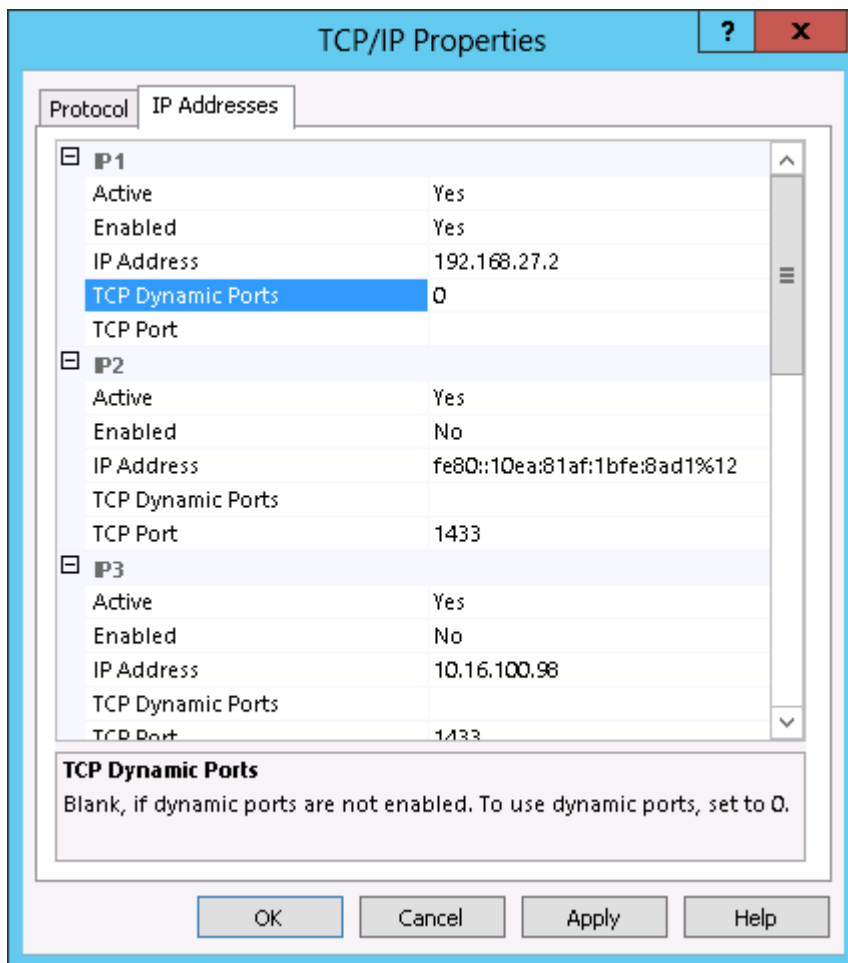 TCP/IP Properties
? x
Protocol IP Addresses
IP1
Active Yes
Enabled Yes
IP Address 192.168.27.2
TCP Dynamic Ports 0
TCP Port
IP2
Active Yes
Enabled No
IP Address fe80::10ea:81af:1bfe:8ad1%12
TCP Dynamic Ports
TCP Port 1433
IP3
Active Yes
Enabled No
IP Address 10.16.100.98
TCP Dynamic Ports
TCP Port 1433
TCP Dynamic Ports
Blank, if dynamic ports are not enabled. To use dynamic ports, set to 0.
OK Cancel Apply Help